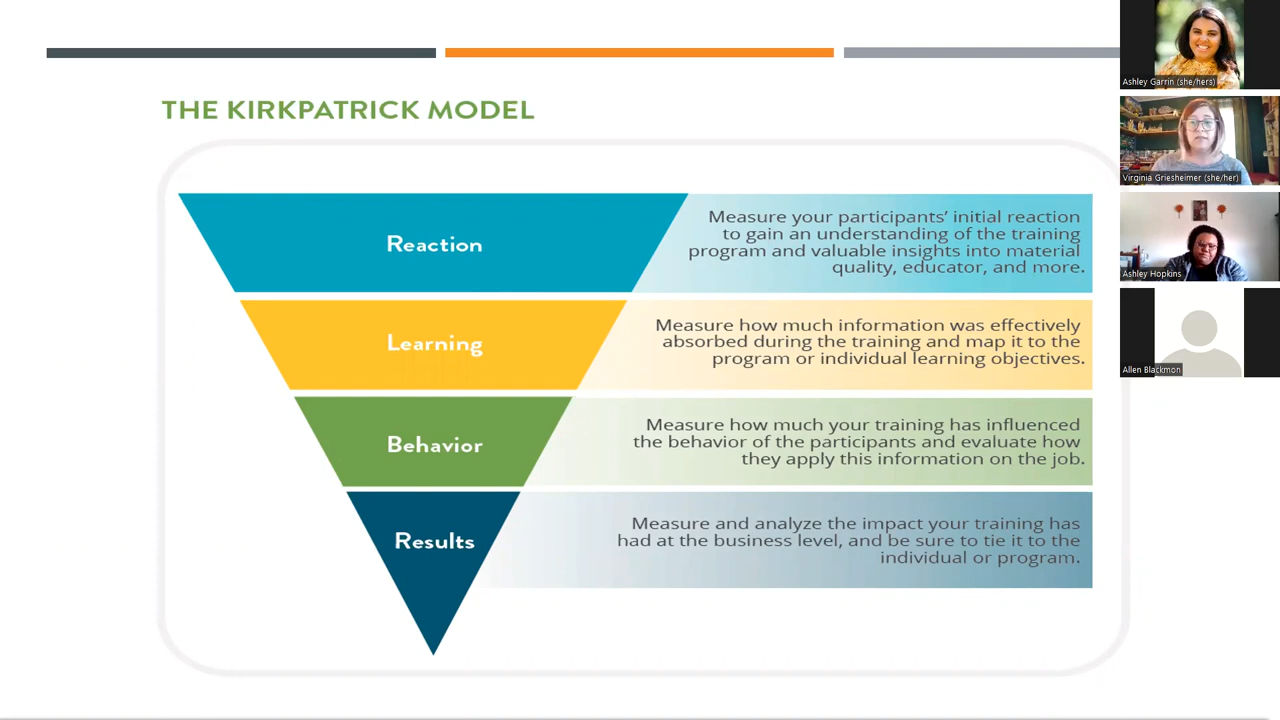 THE KIRKPATRICK MODEL
Reaction
Measure your participants' initial reaction
to gain an understanding of the training
program and valuable insights into material
quality, educator, and more.
Learning
Measure how much information was effectively
absorbed during the training and map it to the
program or individual learning objectives.
Behavior
Measure how much your training has influenced
the behavior of the participants and evaluate how
they apply this information on the job.
Results
Measure and analyze the impact your training has
had at the business level, and be sure to tie it to the
individual or program.
Ashley Garrin (she/hers)
Virginia Griesheimer (she/her)
Ashley Hopkins
Allen Blackmon